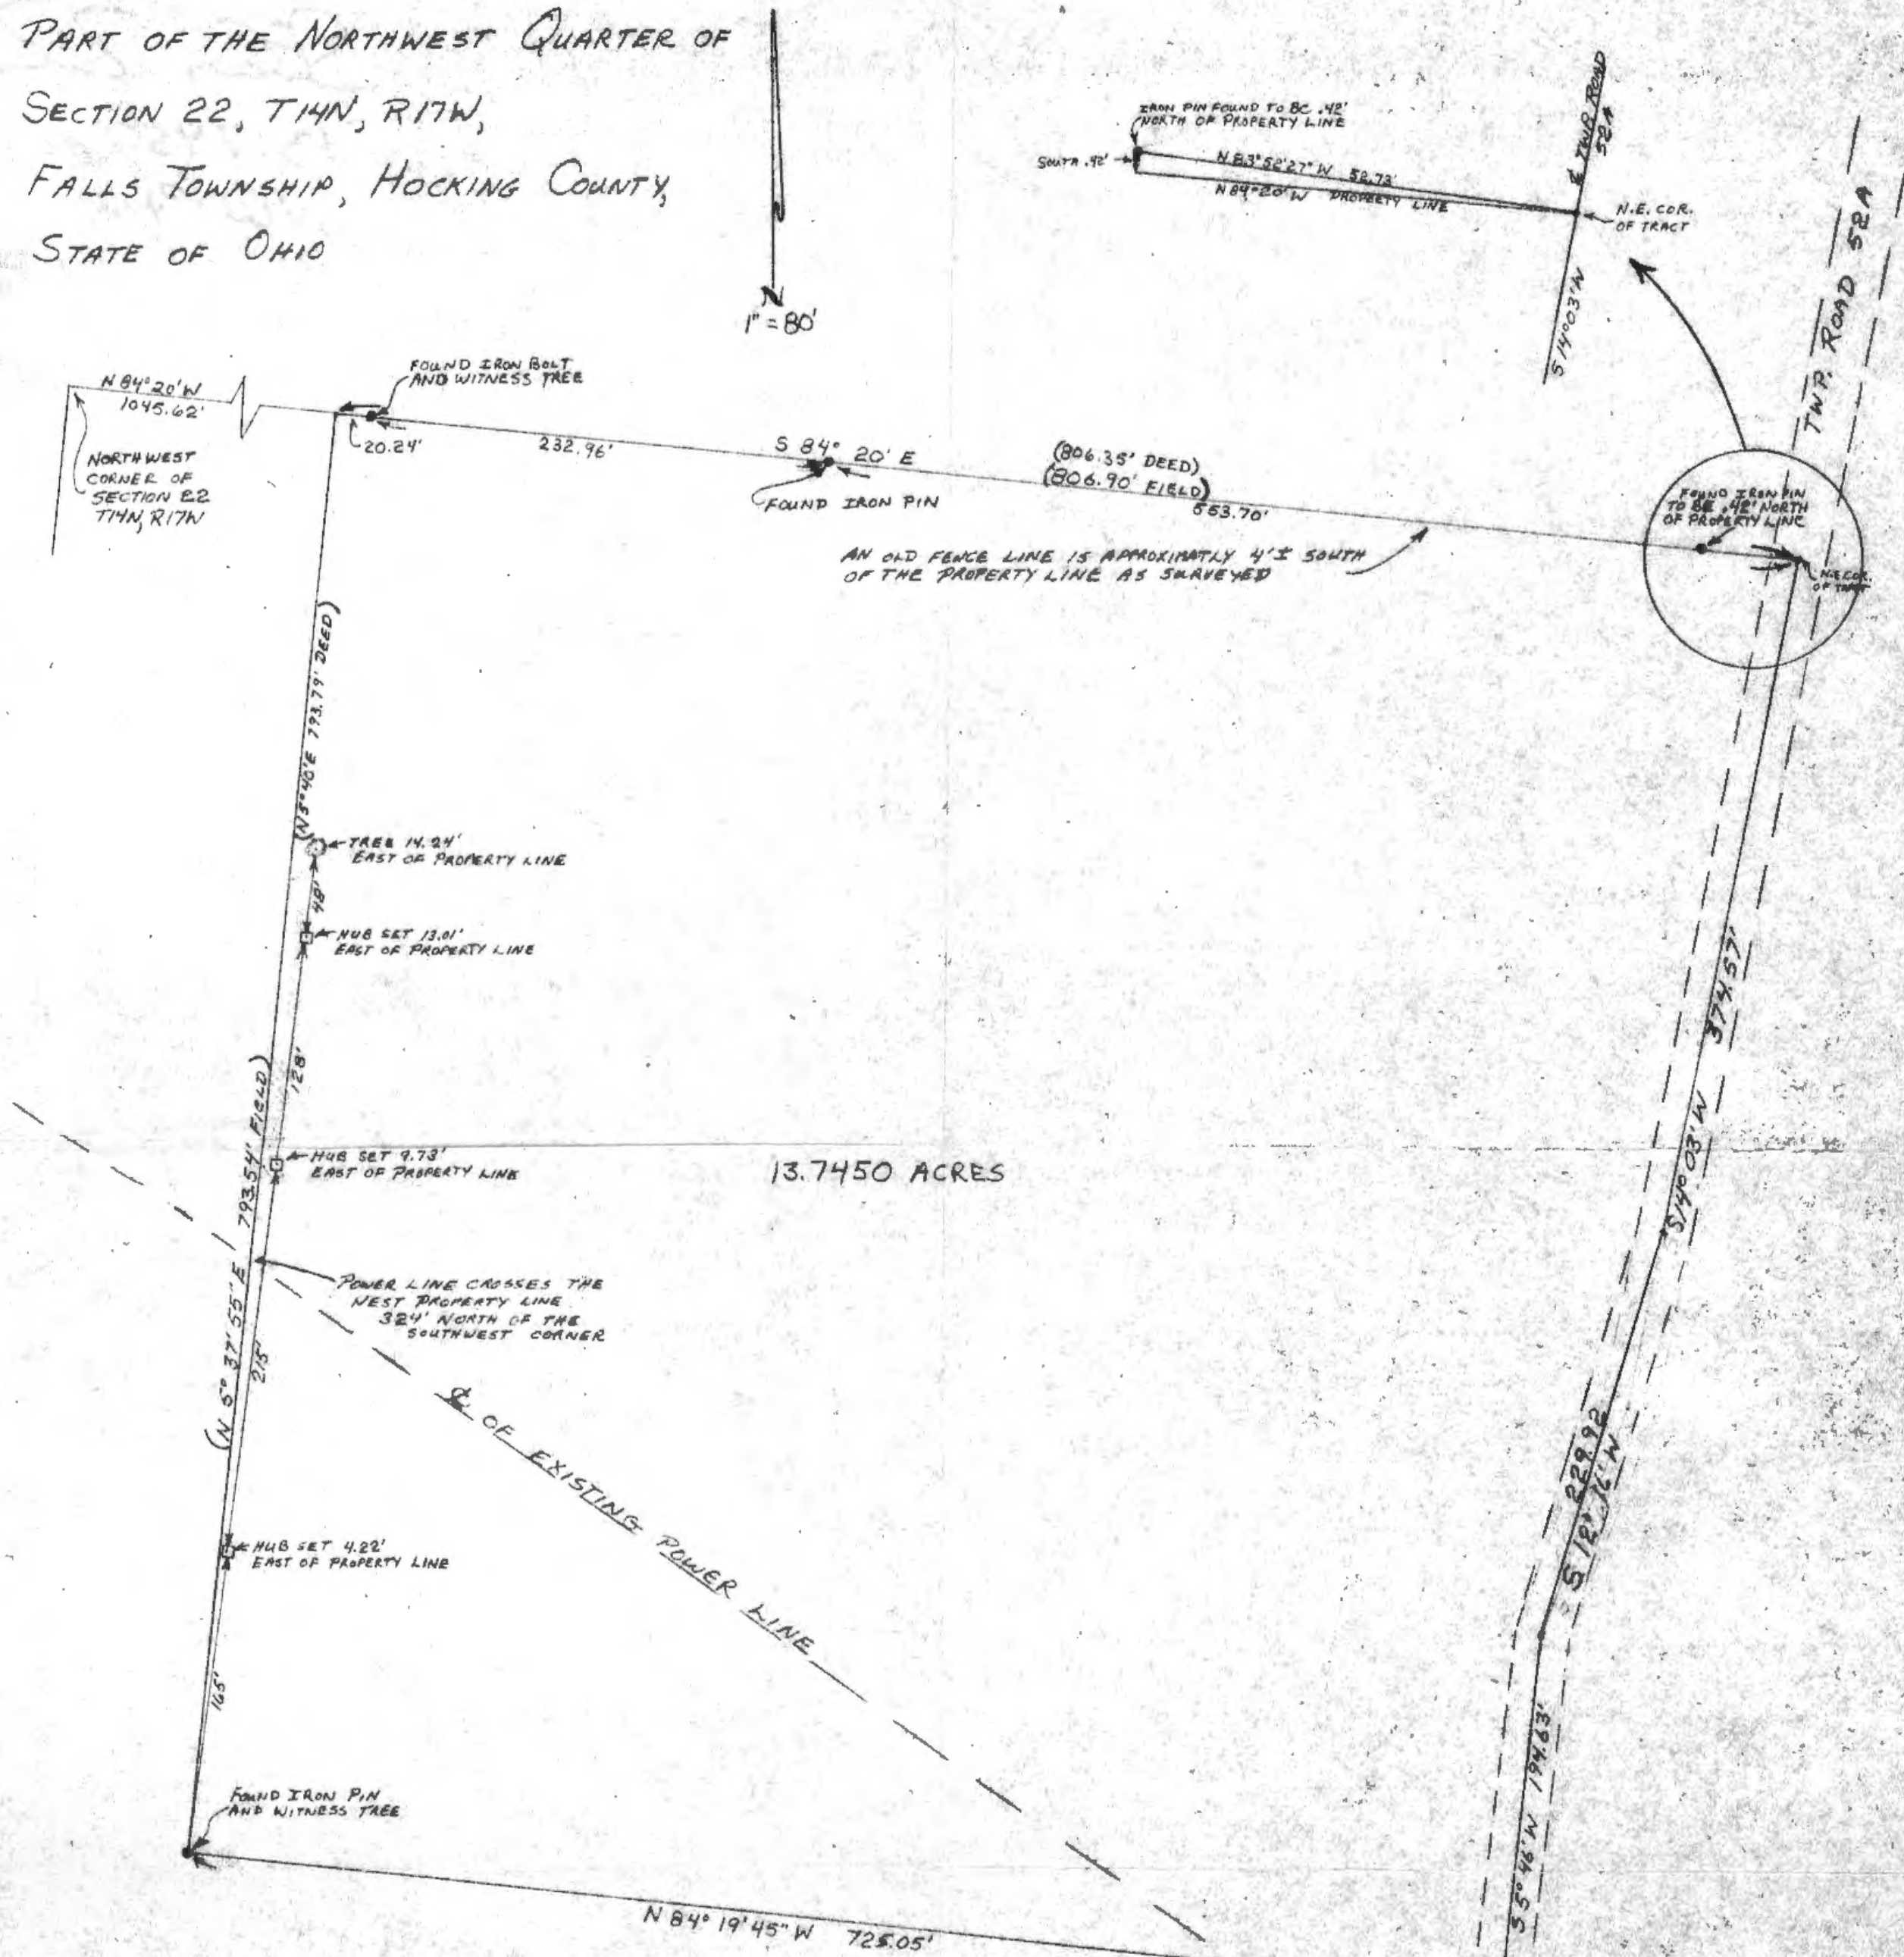 PART OF THE NORTHWEST QUARTER OF
SECTION 22, T14N, R17W,
FALLS TOWNSHIP, HOCKING COUNTY,
STATE OF OHIO
1" = 80'
IRON PIN FOUND TO BE .42'
NORTH OF PROPERTY LINE
SOUTH .42'
N 83° 52' 27" W 52.73'
N 84° 20' W PROPERTY LINE
℄ TWP. ROAD
52A
N.E. COR.
OF TRACT
S 14° 03' W
TWP. ROAD 52A
N 84° 20' W
1045.62'
NORTHWEST
CORNER OF
SECTION 22
T14N, R17W
FOUND IRON BOLT
AND WITNESS TREE
20.24'
232.96'
S 84° 20' E
FOUND IRON PIN
(806.35' DEED)
(806.90' FIELD)
553.70'
AN OLD FENCE LINE IS APPROXIMATLY 4'± SOUTH
OF THE PROPERTY LINE AS SURVEYED
FOUND IRON PIN
TO BE .42' NORTH
OF PROPERTY LINE
N.E. COR.
OF TRACT
(N 5° 40' E 793.79' DEED)
TREE 14.24'
EAST OF PROPERTY LINE
48'
HUB SET 13.01'
EAST OF PROPERTY LINE
128'
HUB SET 9.73'
EAST OF PROPERTY LINE
(N 5° 37' 55" E 793.54' FIELD)
13.7450 ACRES
POWER LINE CROSSES THE
WEST PROPERTY LINE
324' NORTH OF THE
SOUTHWEST CORNER
215'
℄ OF EXISTING POWER LINE
HUB SET 4.22'
EAST OF PROPERTY LINE
165'
FOUND IRON PIN
AND WITNESS TREE
N 84° 19' 45" W 725.05'
S 14° 03' W 374.57'
229.92
S 12° 16' W
S 5° 46' W 194.63'